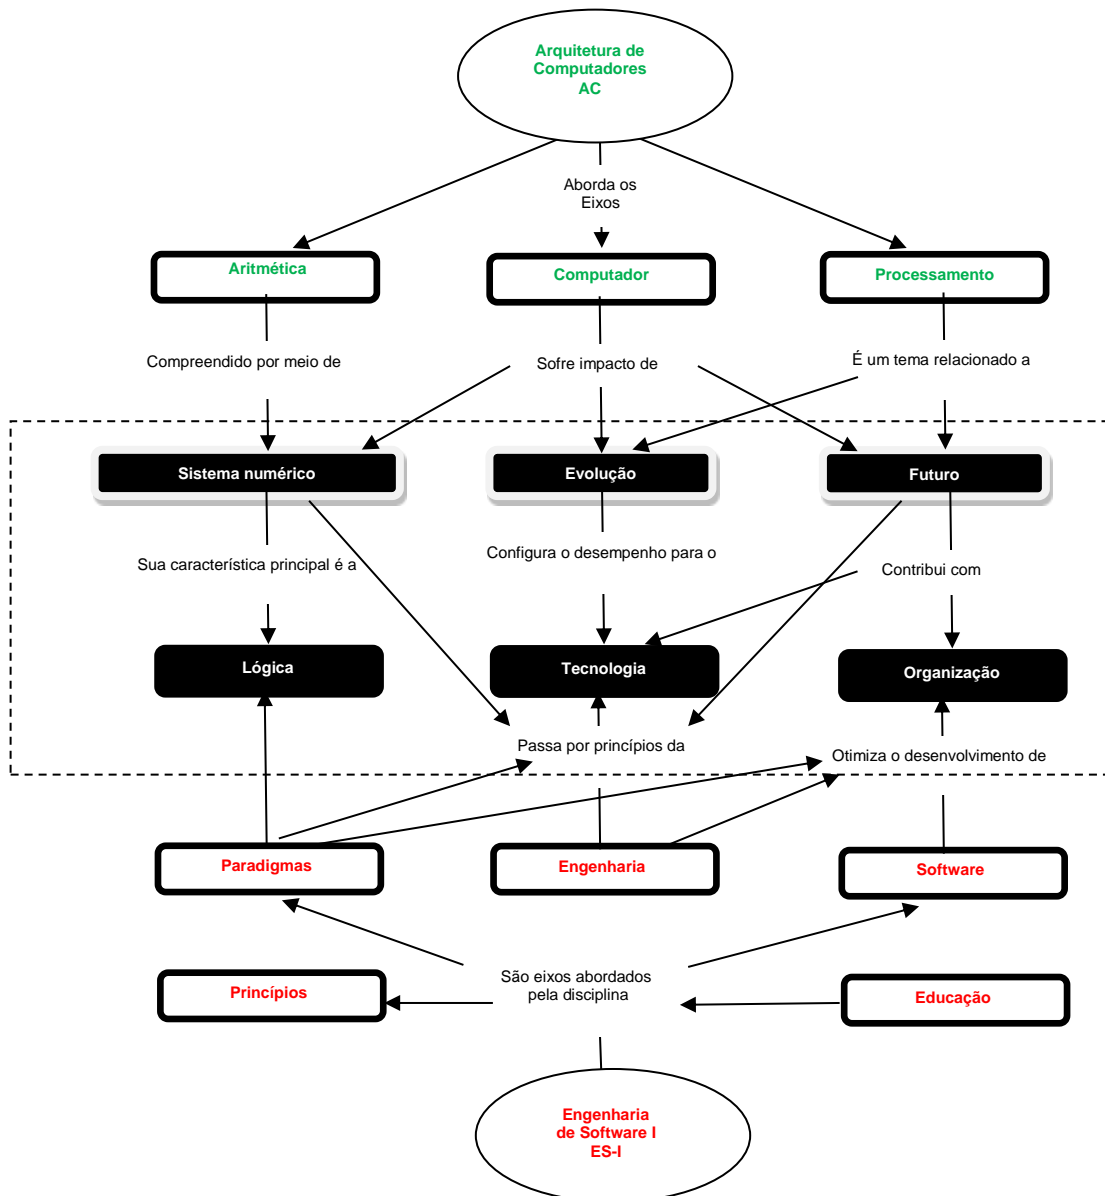 Arquitetura de
Computadores
AC
Aborda os
Eixos
Aritmética
Computador
Processamento
Compreendido por meio de
Sofre impacto de
É um tema relacionado a
Sistema numérico
Evolução
Futuro
Sua característica principal é a
Configura o desempenho para o
Contribui com
Lógica
Tecnologia
Organização
Passa por princípios da
Otimiza o desenvolvimento de
Paradigmas
Engenharia
Software
São eixos abordados
pela disciplina
Princípios
Educação
Engenharia
de Software I
ES-I